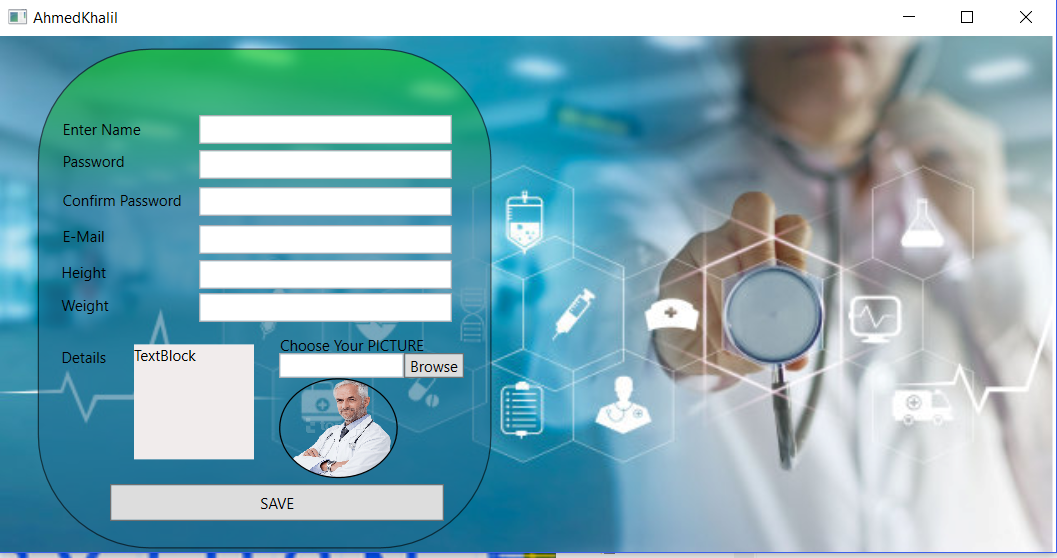 AhmedKhalil
Enter Name
Password
Confirm Password
E-Mail
Height
Weight
Details
TextBlock
Choose Your PICTURE
Browse
SAVE